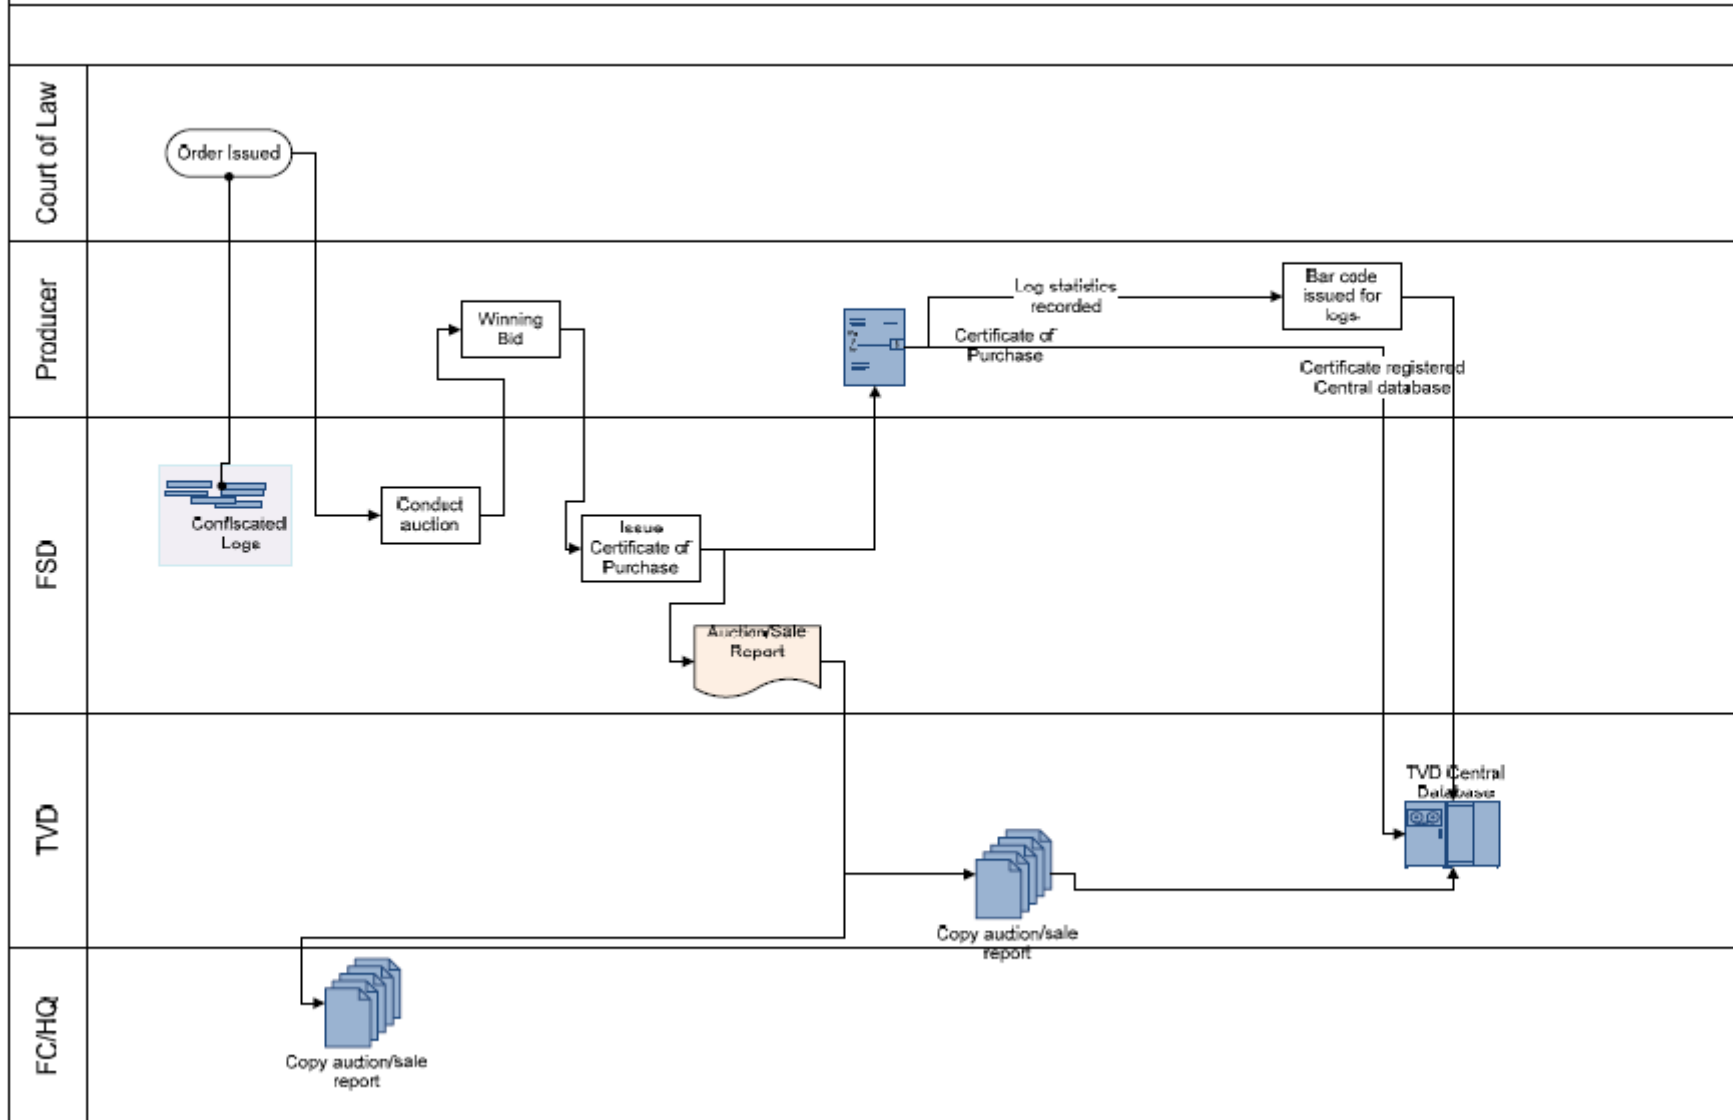 Court of Law
Order Issued
Producer
Winning
Bid
Log statistics
recorded
Bar code
issued for
logs
Certificate of
Purchase
Certificate registered
Central database
FSD
Confiscated
Logs
Conduct
auction
Issue
Certificate of
Purchase
Auction/Sale
Report
TVD
TVD Central
Database
Copy auction/sale
report
FC/HQ
Copy auction/sale
report